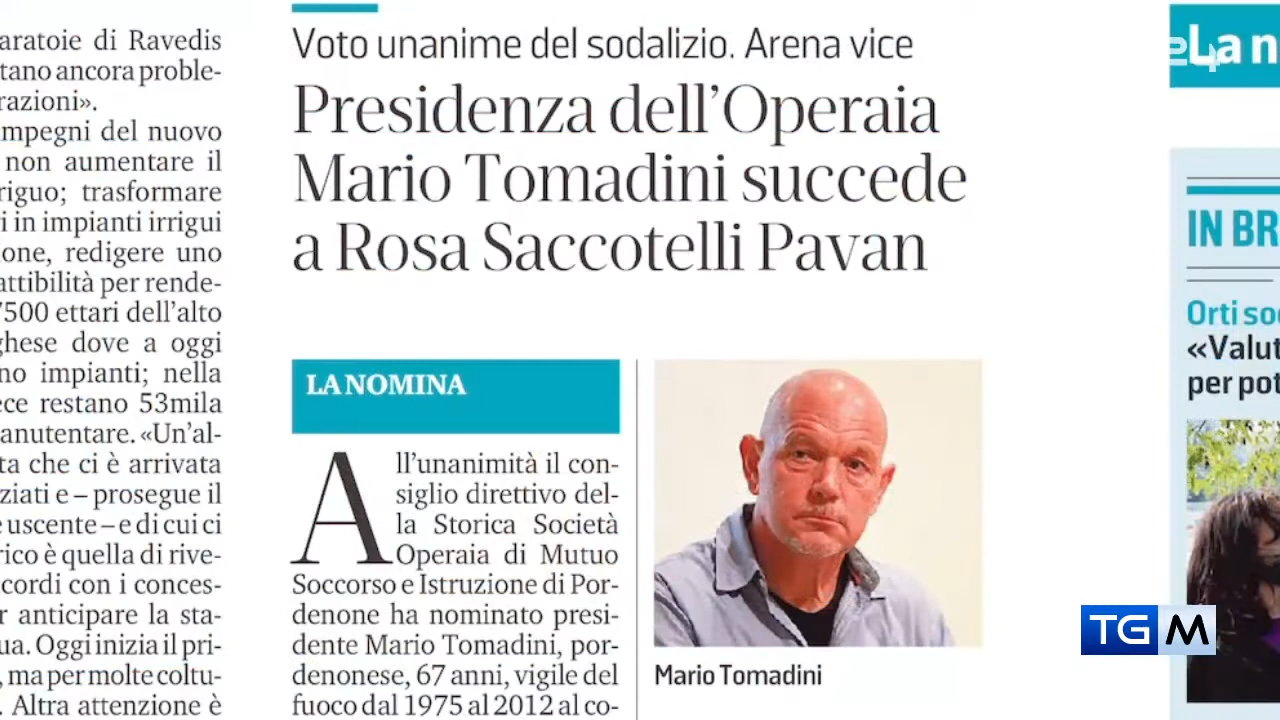 aratoie di Ravedis
tano ancora proble-
razioni».
mpegni del nuovo
non aumentare il
riguo; trasformare
i in impianti irrigui
one, redigere uno
attibilità per rende-
7500 ettari dell'alto
ghese dove a oggi
no impianti; nella
ece restano 53mila
anutentare. «Un'al-
ta che ci è arrivata
ziati e – prosegue il
e uscente – e di cui ci
rico è quella di rive-
ccordi con i conces-
r anticipare la sta-
ua. Oggi inizia il pri-
, ma per molte coltu-
. Altra attenzione è
Voto unanime del sodalizio. Arena vice
Presidenza dell'Operaia
Mario Tomadini succede
a Rosa Saccotelli Pavan
LA NOMINA
All'unanimità il con-
siglio direttivo del-
la Storica Società
Operaia di Mutuo
Soccorso e Istruzione di Por-
denone ha nominato presi-
dente Mario Tomadini, por-
denonese, 67 anni, vigile del
fuoco dal 1975 al 2012 al co-
Mario Tomadini
La n
24
IN BR
Orti so
«Valut
per pot
TG M